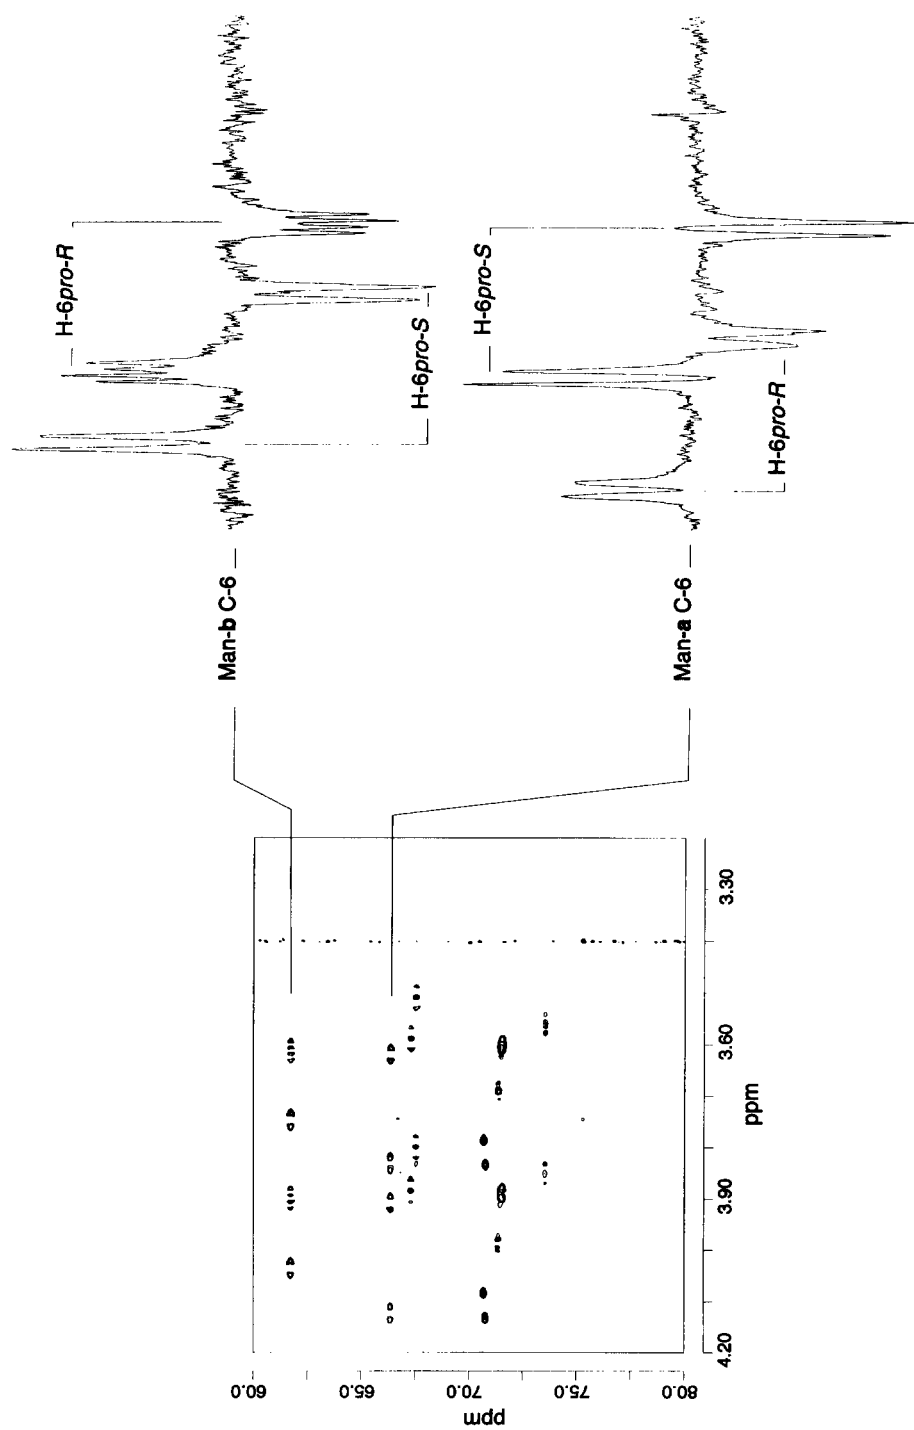 H-6pro-R
H-6pro-S
Man-b C-6
H-6pro-S
H-6pro-R
Man-a C-6
60.0
65.0
70.0
75.0
80.0
ppm
4.20
3.90
3.60
3.30
ppm